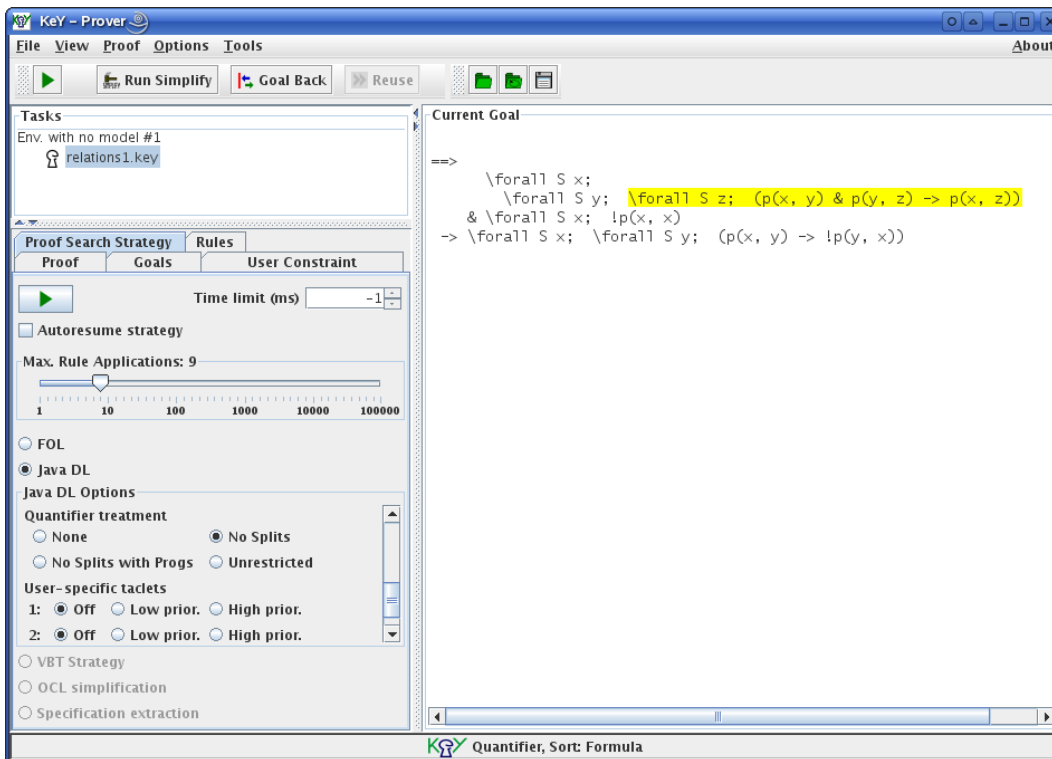 KeY – Prover
File View Proof Options Tools About
Run Simplify Goal Back Reuse
Tasks
Env. with no model #1
relations1.key
Proof Search Strategy Rules
Proof Goals User Constraint
Time limit (ms) -1
Autoresume strategy
Max. Rule Applications: 9
1 10 100 1000 10000 100000
FOL
Java DL
Java DL Options
Quantifier treatment
None No Splits
No Splits with Progs Unrestricted
User-specific taclets
1: Off Low prior. High prior.
2: Off Low prior. High prior.
VBT Strategy
OCL simplification
Specification extraction
Current Goal
==>
\forall S x;
\forall S y; \forall S z; (p(x, y) & p(y, z) -> p(x, z))
& \forall S x; !p(x, x)
-> \forall S x; \forall S y; (p(x, y) -> !p(y, x))
KeY Quantifier, Sort: Formula